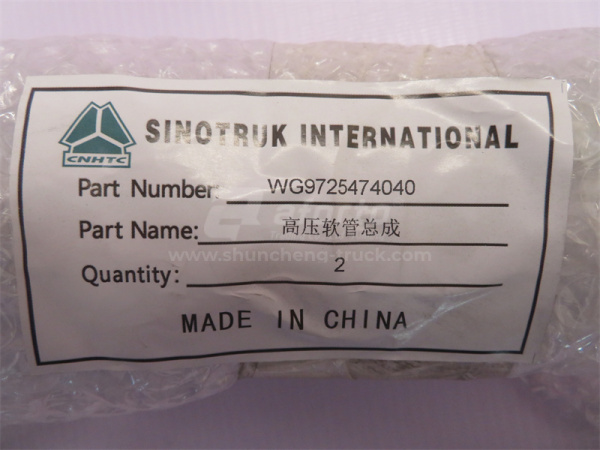 SINOTRUK INTERNATIONAL
CNHTC
Part Number: WG9725474040
Part Name: 高压软管总成
www.shuncheng-truck.com
Quantity: 2
MADE IN CHINA